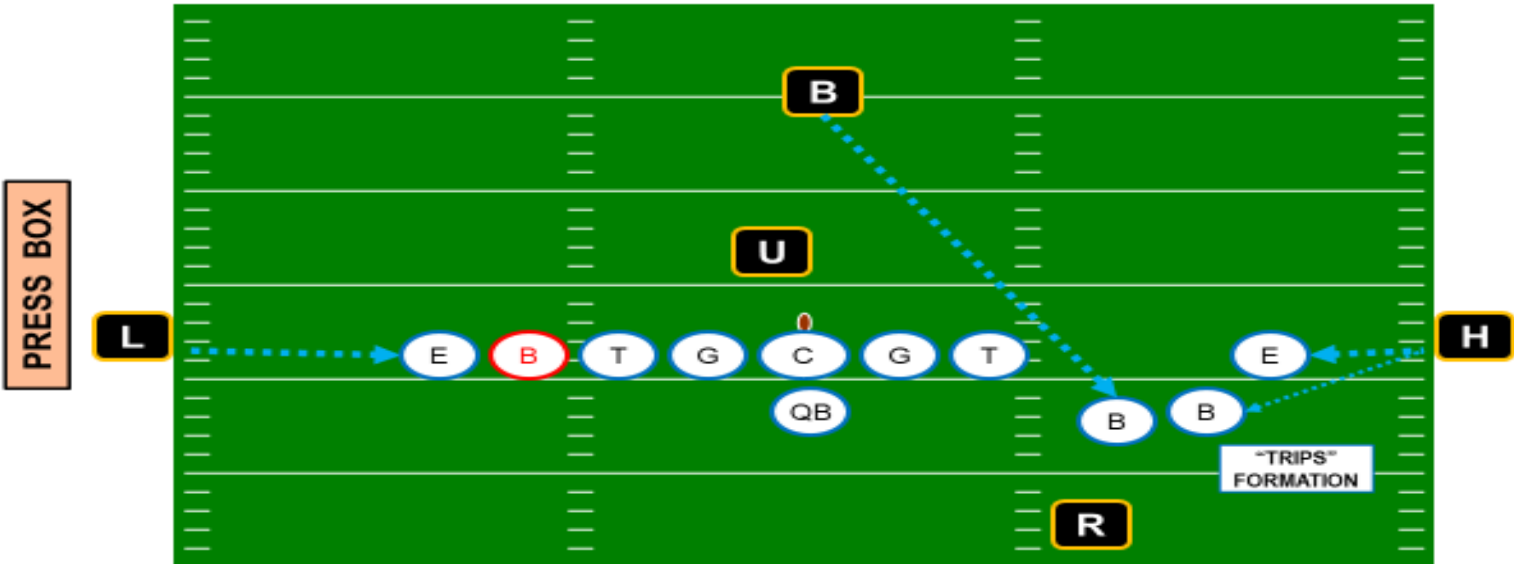 B
PRESS BOX
U
L
H
E B T G C G T E
QB B B
"TRIPS"
FORMATION
R